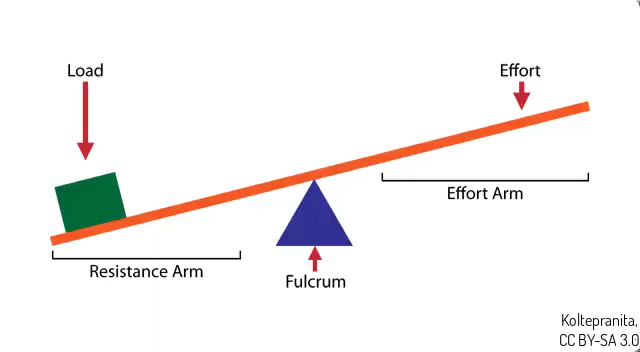 Load
Effort
Effort Arm
Resistance Arm
Fulcrum
Koltepranita,
CC BY-SA 3.0